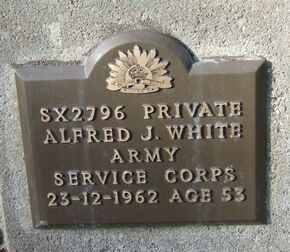 SX2796 PRIVATE
ALFRED J. WHITE
ARMY
SERVICE CORPS
23-12-1962 AGE 53